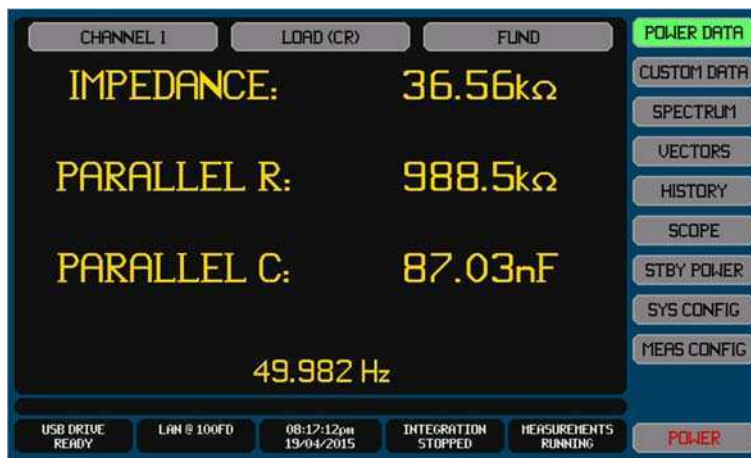 CHANNEL 1 LOAD (CR) FUND
IMPEDANCE: 36.56kΩ
PARALLEL R: 988.5kΩ
PARALLEL C: 87.03nF
49.982 Hz
USB DRIVE READY
LAN @ 100FD
08:17:12pm 19/04/2015
INTEGRATION STOPPED
MEASUREMENTS RUNNING
POWER DATA
CUSTOM DATA
SPECTRUM
VECTORS
HISTORY
SCOPE
STBY POWER
SYS CONFIG
MEAS CONFIG
POWER